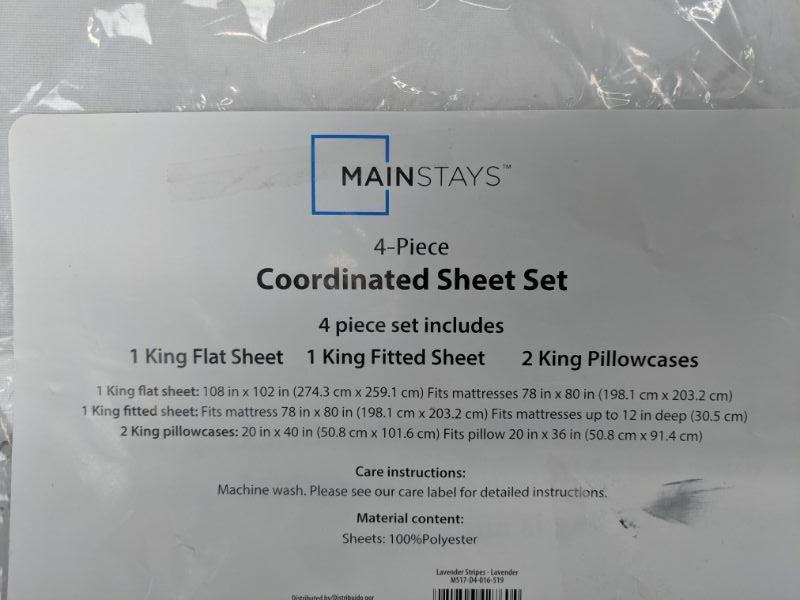 MAINSTAYS™
4-Piece
Coordinated Sheet Set
4 piece set includes
1 King Flat Sheet 1 King Fitted Sheet 2 King Pillowcases
1 King flat sheet: 108 in x 102 in (274.3 cm x 259.1 cm) Fits mattresses 78 in x 80 in (198.1 cm x 203.2 cm)
1 King fitted sheet: Fits mattress 78 in x 80 in (198.1 cm x 203.2 cm) Fits mattresses up to 12 in deep (30.5 cm)
2 King pillowcases: 20 in x 40 in (50.8 cm x 101.6 cm) Fits pillow 20 in x 36 in (50.8 cm x 91.4 cm)
Care instructions:
Machine wash. Please see our care label for detailed instructions.
Material content:
Sheets: 100%Polyester
Lavender Stripes - Lavender
MS17-D4-016-519
Distributed by/Distribuido por